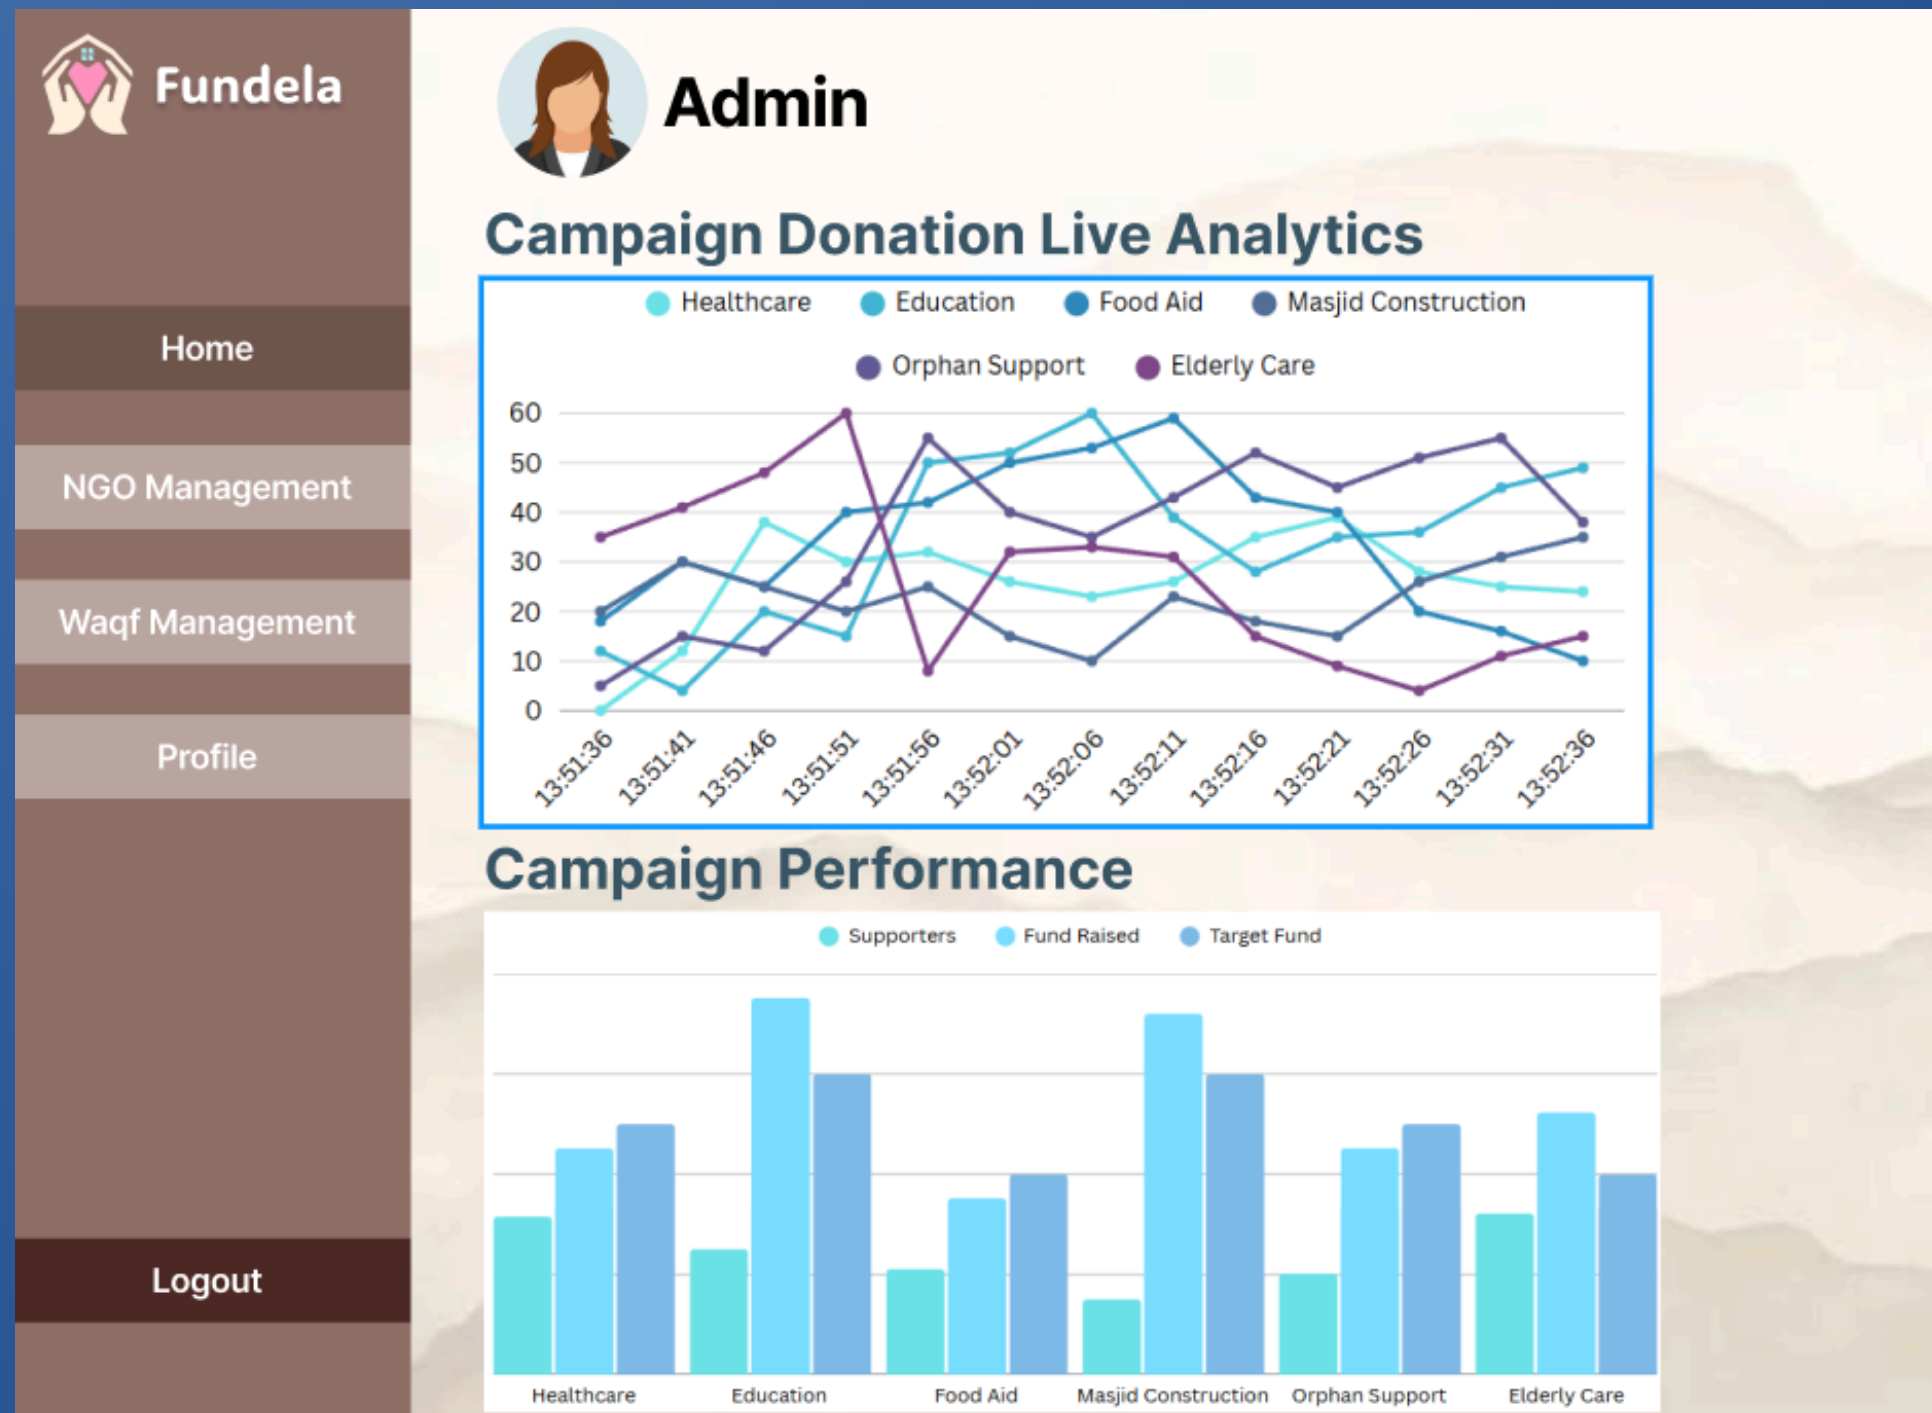 Fundela
Admin
Home
NGO Management
Waqf Management
Profile
Logout
Campaign Donation Live Analytics
Healthcare Education Food Aid Masjid Construction
Orphan Support Elderly Care
60
50
40
30
20
10
0
13:51:36 13:51:41 13:51:46 13:51:51 13:51:56 13:52:01 13:52:06 13:52:11 13:52:16 13:52:21 13:52:26 13:52:31 13:52:36
Campaign Performance
Supporters Fund Raised Target Fund
Healthcare Education Food Aid Masjid Construction Orphan Support Elderly Care